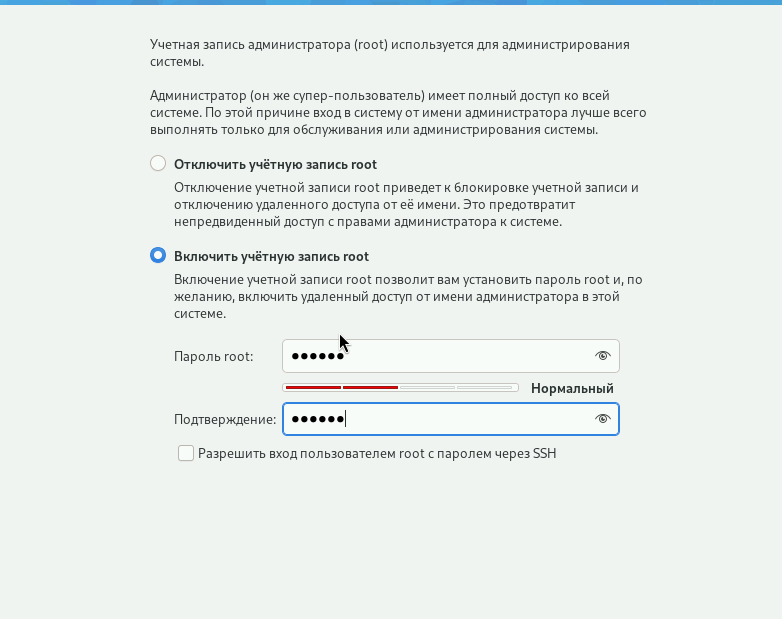 Учетная запись администратора (root) используется для администрирования
системы.
Администратор (он же супер-пользователь) имеет полный доступ ко всей
системе. По этой причине вход в систему от имени администратора лучше всего
выполнять только для обслуживания или администрирования системы.
Отключить учётную запись root
Отключение учетной записи root приведет к блокировке учетной записи и
отключению удаленного доступа от её имени. Это предотвратит
непредвиденный доступ с правами администратора к системе.
Включить учётную запись root
Включение учетной записи root позволит вам установить пароль root и, по
желанию, включить удаленный доступ от имени администратора в этой
системе.
Пароль root: ●●●●●●
Нормальный
Подтверждение: ●●●●●●
Разрешить вход пользователем root с паролем через SSH